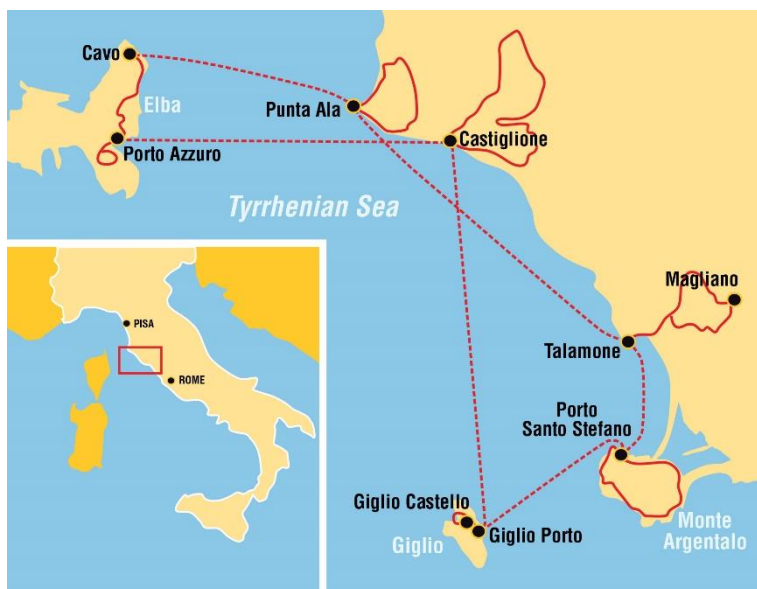 Cavo
Elba
Punta Ala
Castiglione
Porto Azzuro
Tyrrhenian Sea
Magliano
PISA
Talamone
ROME
Porto
Santo Stefano
Giglio Castello
Giglio Porto
Giglio
Monte
Argentalo